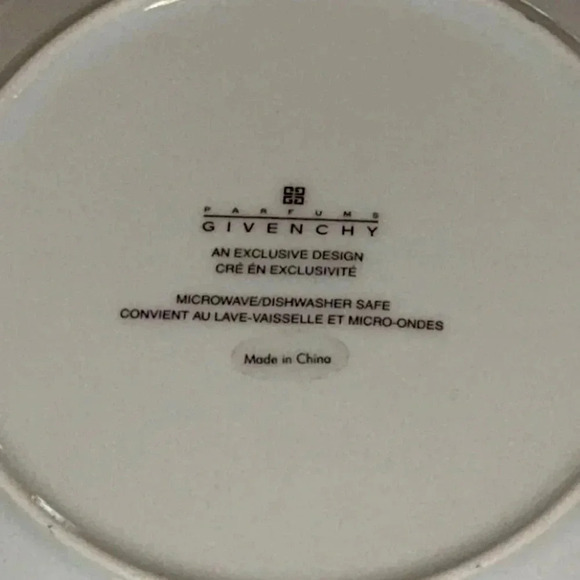 PARFUMS
GIVENCHY
AN EXCLUSIVE DESIGN
CRÉ ÉN EXCLUSIVITÉ
MICROWAVE/DISHWASHER SAFE
CONVIENT AU LAVE-VAISSELLE ET MICRO-ONDES
Made in China